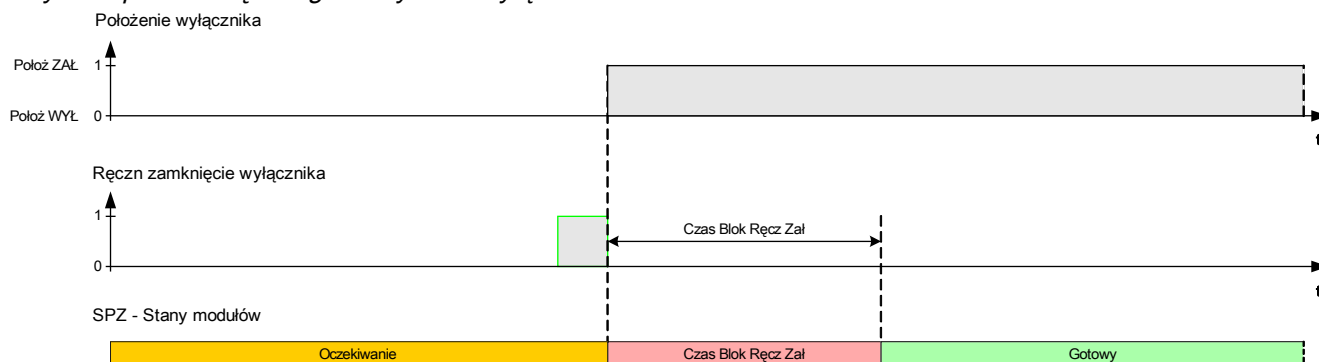 Położenie wyłącznika
Położ ZAŁ 1
Położ WYŁ 0
t
Ręczn zamknięcie wyłącznika
1
Czas Blok Ręcz Zał
0
t
SPZ - Stany modułów
Oczekiwanie Czas Blok Ręcz Zał Gotowy